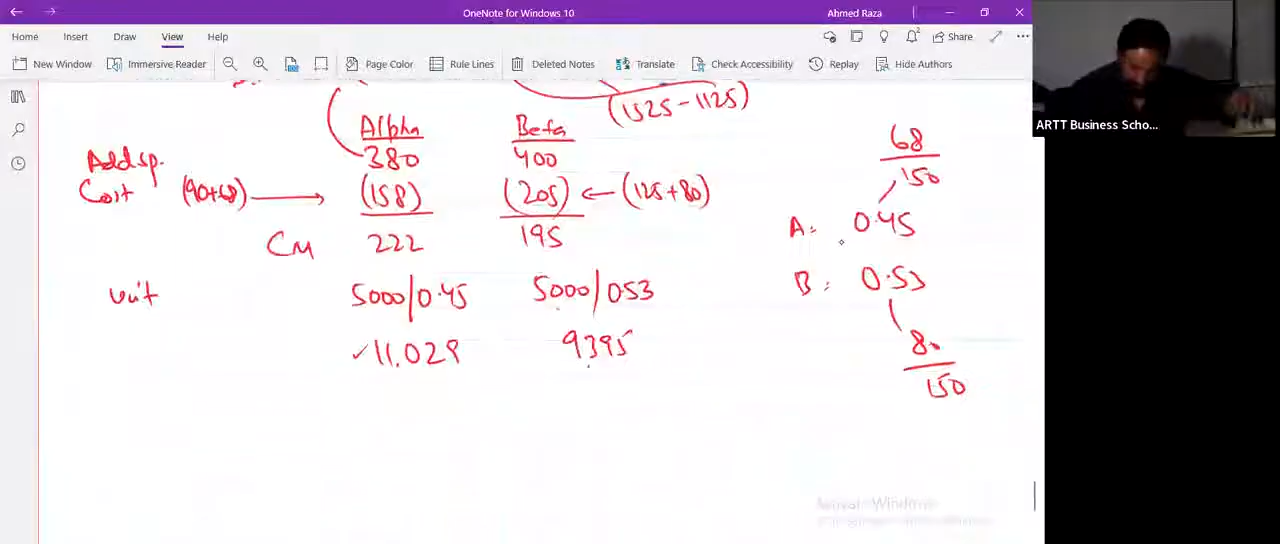 OneNote for Windows 10
Ahmed Raza
Home Insert Draw View Help
Share
New Window Immersive Reader Page Color Rule Lines Deleted Notes Translate Check Accessibility Replay Hide Authors
ARTT Business Scho...
(1525-1125)
Alpha Beta
Add sp. 380 400
Cost (90+68) (158) (205) (125+80)
CM 222 195
Unit 5000/0.45 5000/053
11.029 9395
68
150
A: 0.45
B: 0.53
80
150